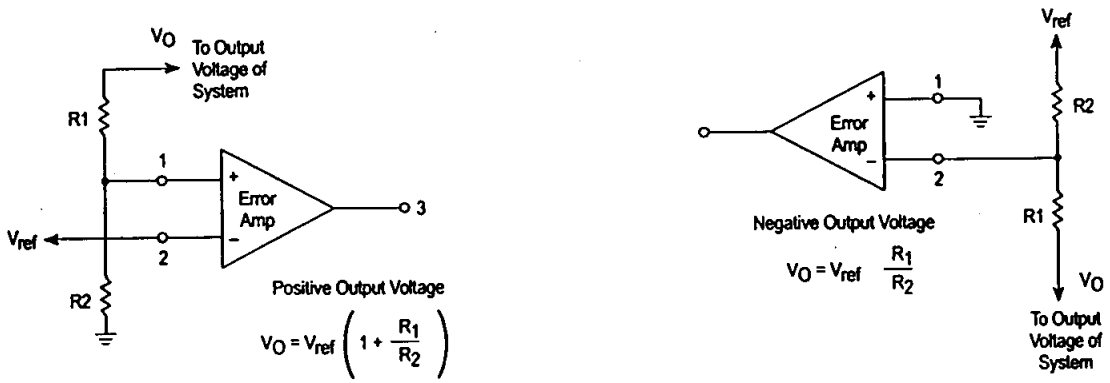 VO
To Output
Voltage of
System
R1
1
+
Error
Amp
3
Vref
–
2
R2
Positive Output Voltage
VO = Vref ( 1 + R1 / R2 )
Vref
1
+
R2
Error
Amp
–
2
R1
Negative Output Voltage
VO = Vref R1 / R2
VO
To Output
Voltage of
System